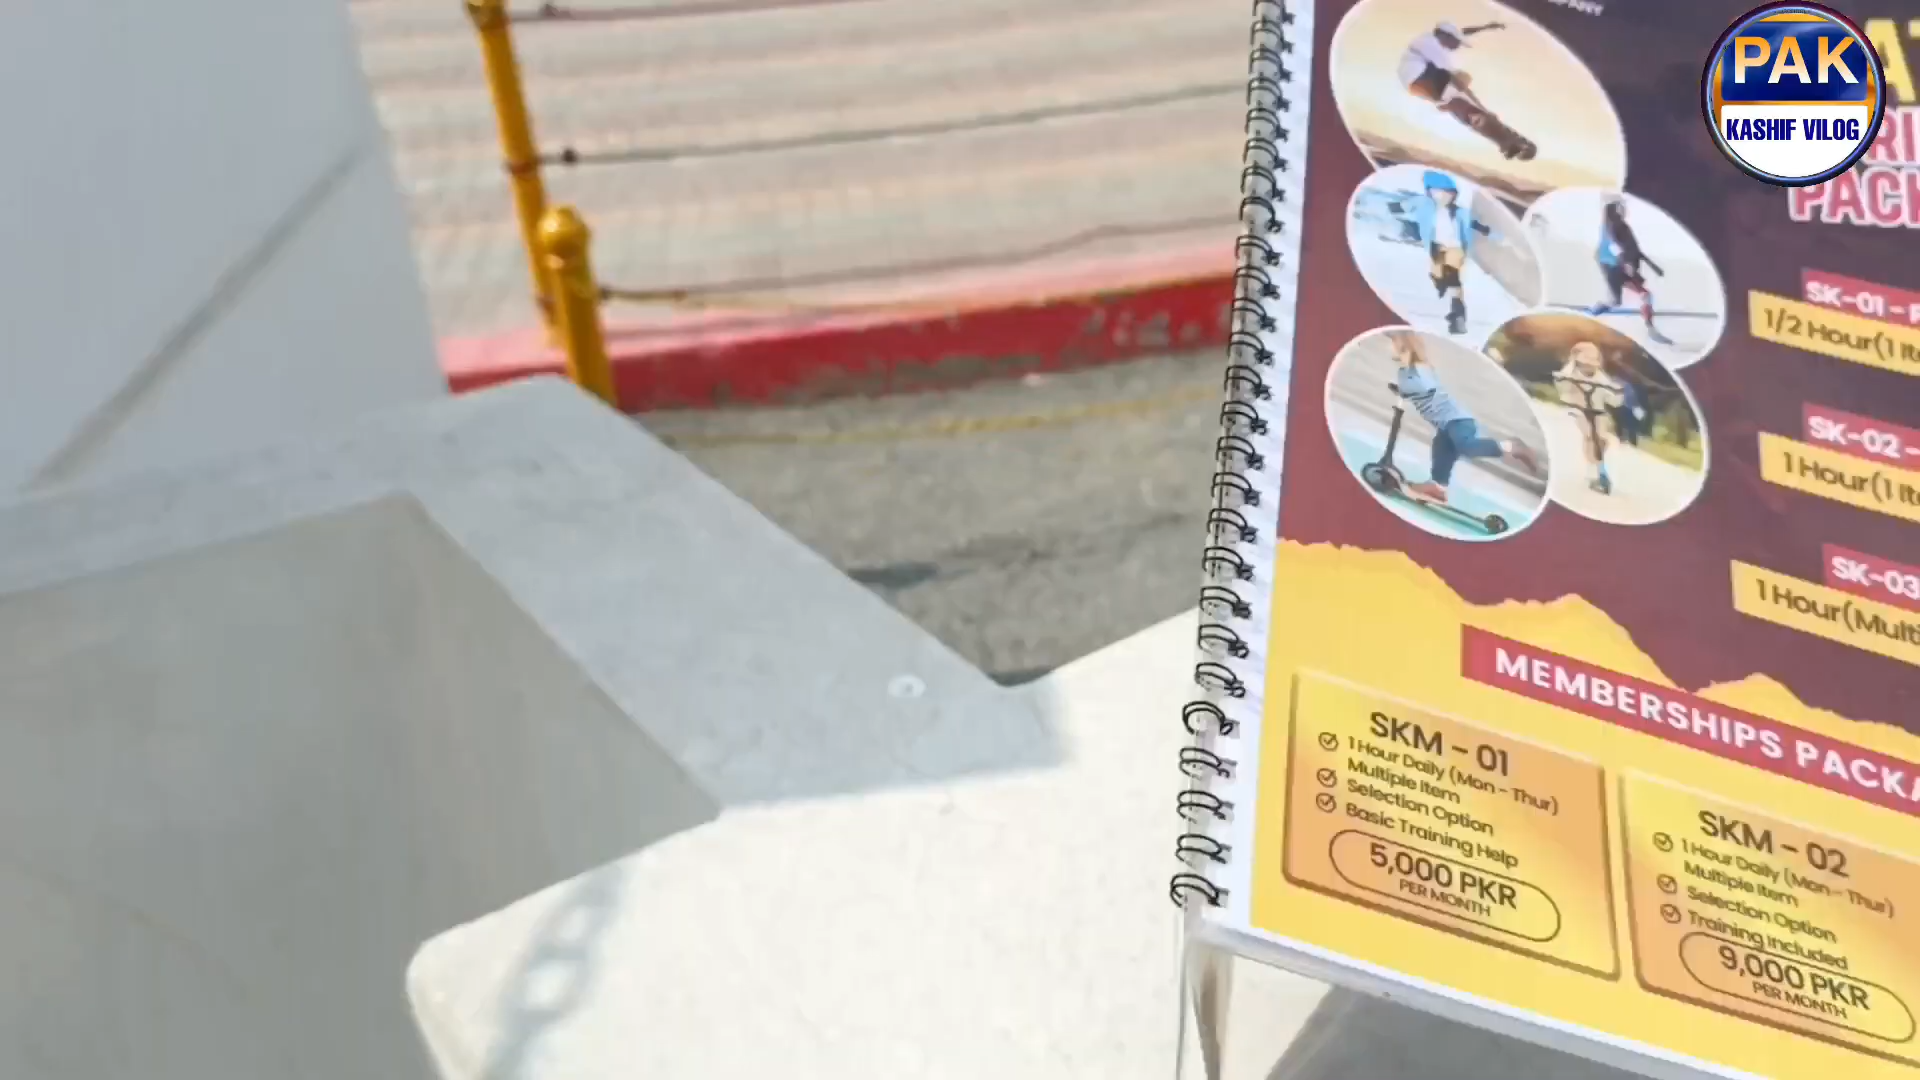 PAK
KASHIF VILOG
PACK
SK-01 -
1/2 Hour(1
SK-02 -
1 Hour(1
SK-03
1 Hour(Mult
MEMBERSHIPS PACKA
SKM - 01
1 Hour Daily (Mon - Thur)
Multiple Item
Selection Option
Basic Training Help
5,000 PKR
PER MONTH
SKM - 02
1 Hour Daily (Mon - Thur)
Multiple Item
Selection Option
Training Included
9,000 PKR
PER MONTH